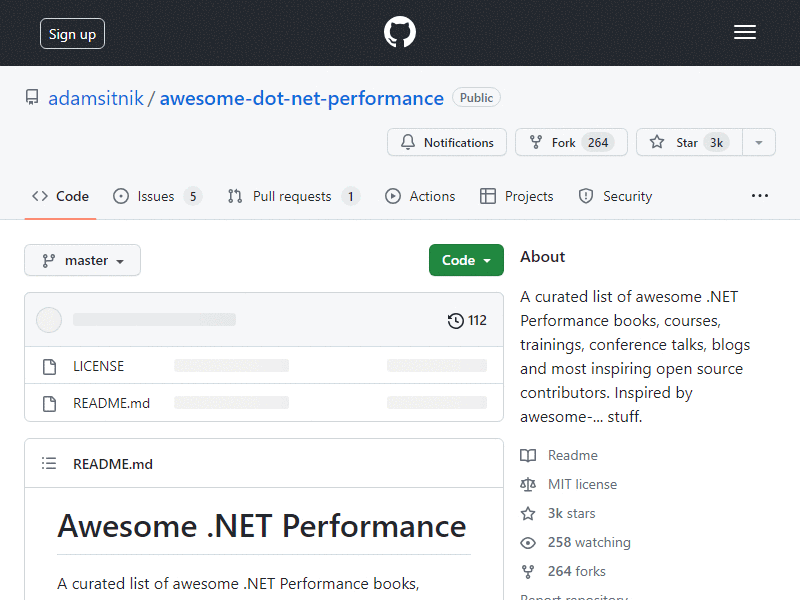 Sign up
adamsitnik / awesome-dot-net-performance Public
Notifications Fork 264 Star 3k
Code Issues 5 Pull requests 1 Actions Projects Security
master Code
About
A curated list of awesome .NET
Performance books, courses,
trainings, conference talks, blogs
and most inspiring open source
contributors. Inspired by
awesome-... stuff.
112
LICENSE
README.md
Readme
MIT license
3k stars
258 watching
264 forks
Report repository
README.md
Awesome .NET Performance
A curated list of awesome .NET Performance books,